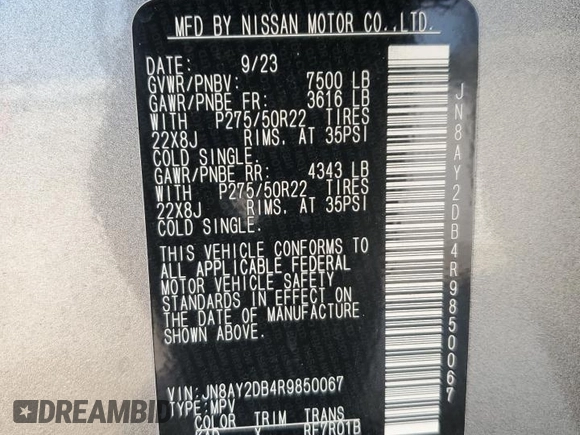 MFD BY NISSAN MOTOR CO.,LTD.
DATE: 9/23
GVWR/PNBV: 7500 LB
GAWR/PNBE FR: 3616 LB
WITH P275/50R22 TIRES
22X8J RIMS, AT 35PSI
COLD SINGLE.
GAWR/PNBE RR: 4343 LB
WITH P275/50R22 TIRES
22X8J RIMS, AT 35PSI
COLD SINGLE.
THIS VEHICLE CONFORMS TO
ALL APPLICABLE FEDERAL
MOTOR VEHICLE SAFETY
STANDARDS IN EFFECT ON
THE DATE OF MANUFACTURE
SHOWN ABOVE.
VIN:JN8AY2DB4R9850067
TYPE:MPV
COLOR TRIM TRANS
RE7R01B
JN8AY2DB4R9850067
DREAMBID